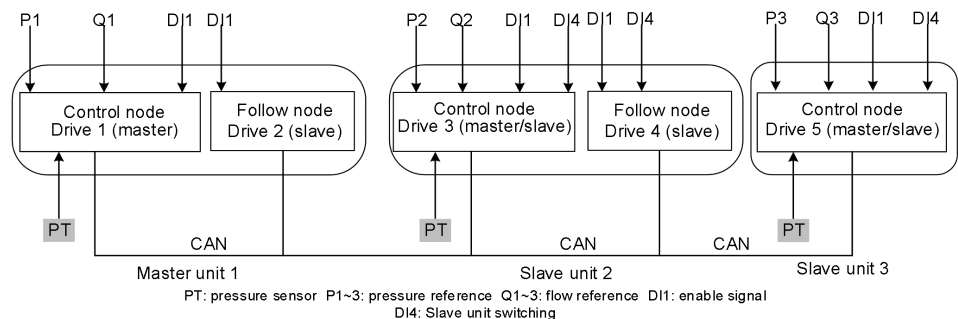 P1 Q1 DI1 DI1 P2 Q2 DI1 DI4 DI1 DI4 P3 Q3 DI1 DI4
Control node
Drive 1 (master)
Follow node
Drive 2 (slave)
Control node
Drive 3 (master/slave)
Follow node
Drive 4 (slave)
Control node
Drive 5 (master/slave)
PT PT PT
CAN CAN CAN
Master unit 1 Slave unit 2 Slave unit 3
PT: pressure sensor P1~3: pressure reference Q1~3: flow reference DI1: enable signal
DI4: Slave unit switching